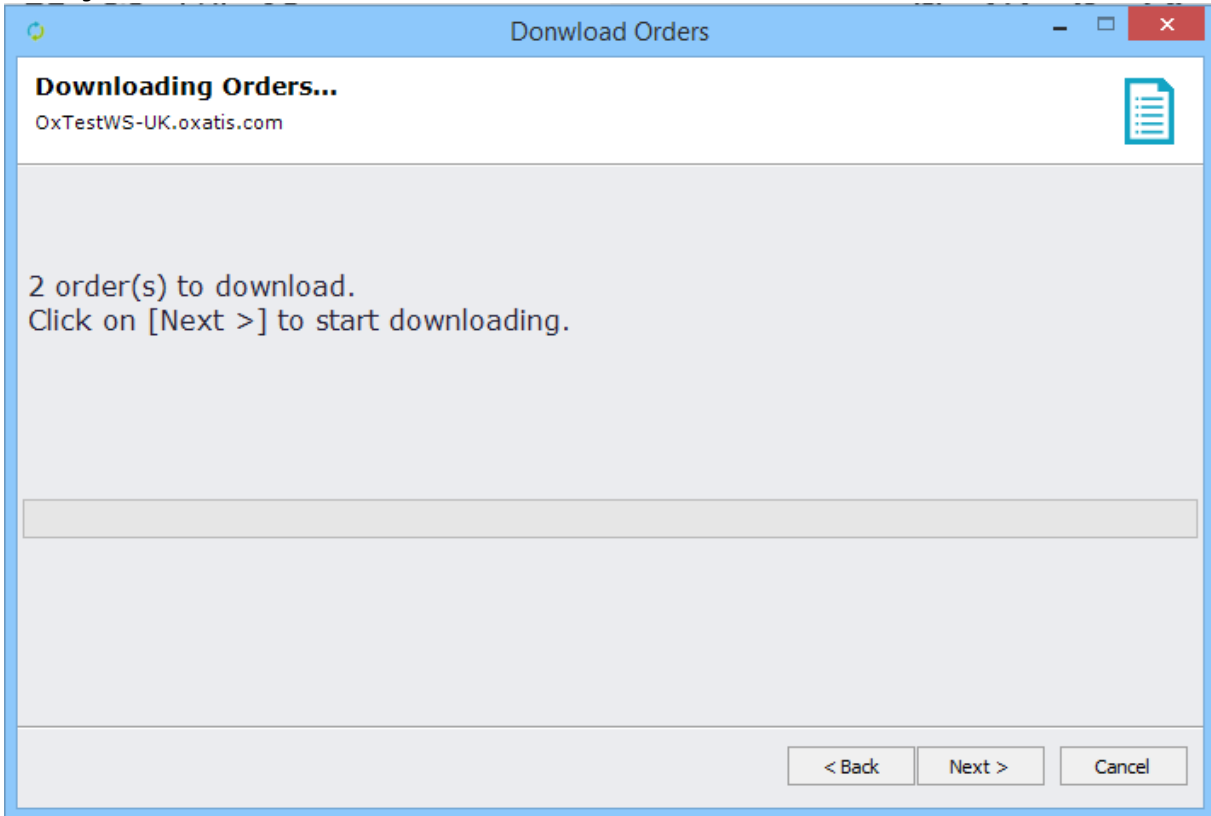 Donwload Orders
Downloading Orders...
OxTestWS-UK.oxatis.com
2 order(s) to download.
Click on [Next >] to start downloading.
< Back
Next >
Cancel